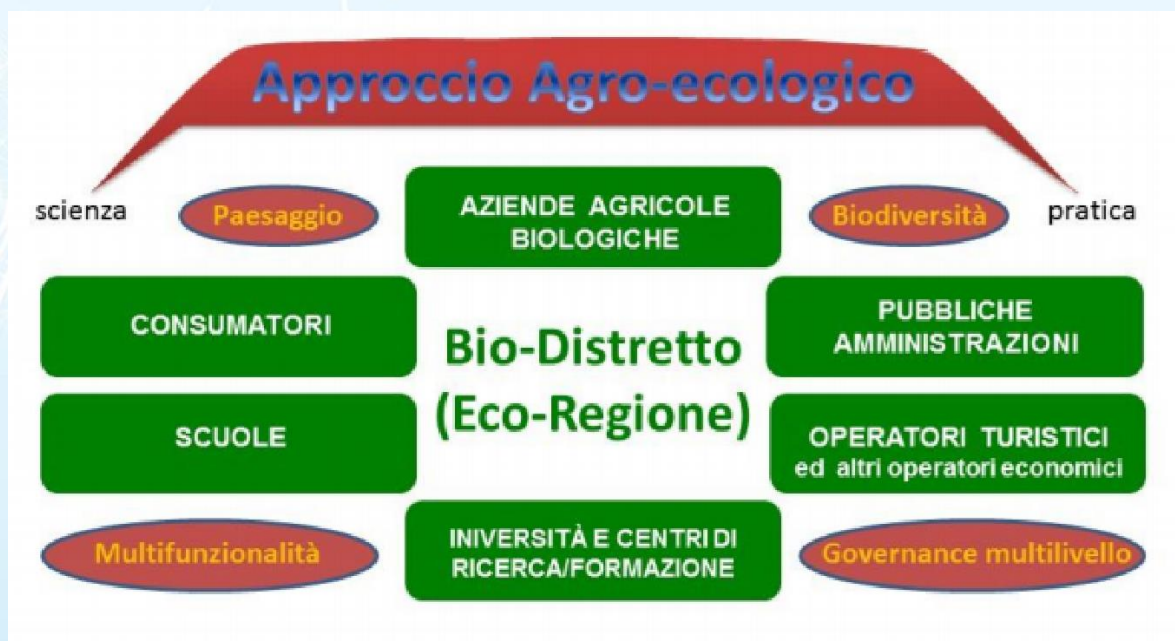 Approccio Agro-ecologico
scienza
Paesaggio
AZIENDE AGRICOLE
BIOLOGICHE
Biodiversità
pratica
CONSUMATORI
Bio-Distretto
(Eco-Regione)
PUBBLICHE
AMMINISTRAZIONI
SCUOLE
OPERATORI TURISTICI
ed altri operatori economici
Multifunzionalità
INIVERSITÀ E CENTRI DI
RICERCA/FORMAZIONE
Governance multilivello